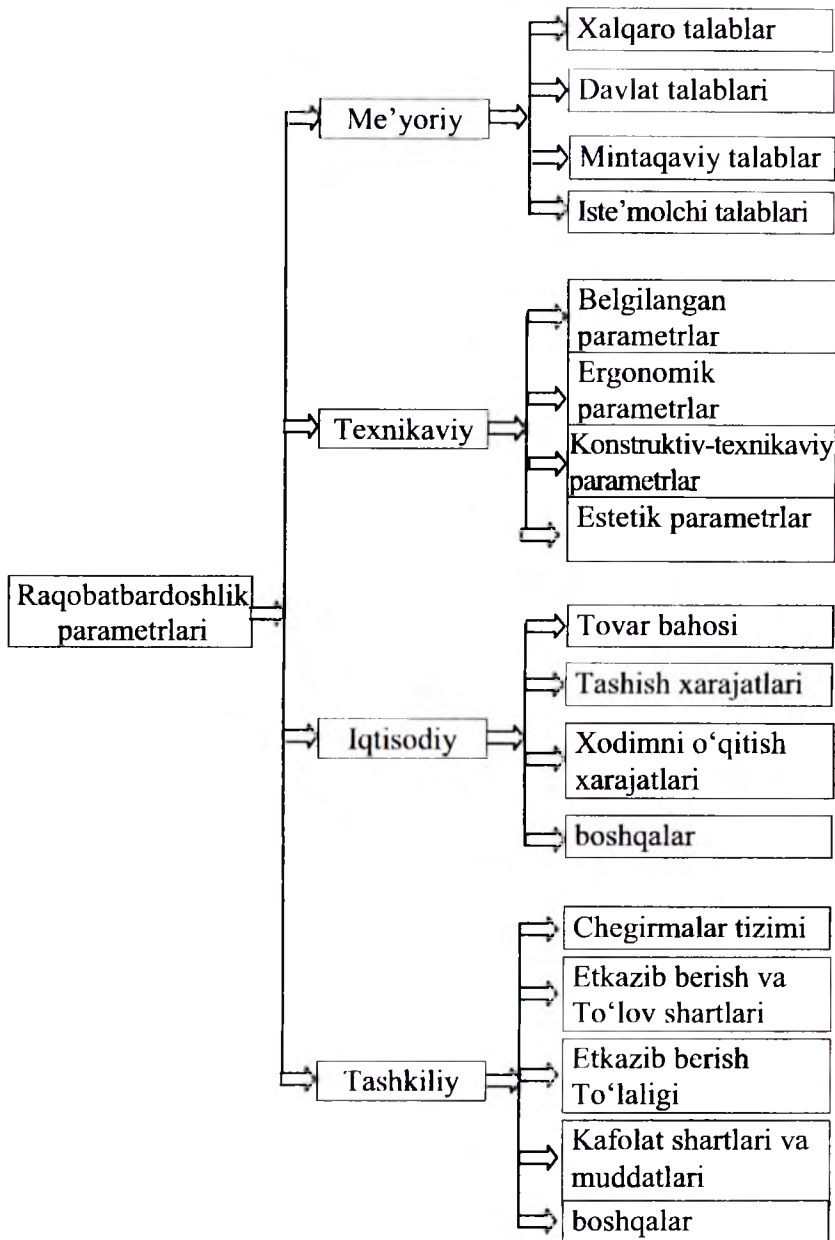 Xalqaro talablar
Davlat talablari
Me’yoriy
Mintaqaviy talablar
Iste’molchi talablari
Belgilangan
parametrlar
Ergonomik
parametrlar
Texnikaviy
Konstruktiv-texnikaviy
parametrlar
Estetik parametrlar
Raqobatbardoshlik
parametrlari
Tovar bahosi
Tashish xarajatlari
Iqtisodiy
Xodimni o‘qitish
xarajatlari
boshqalar
Chegirmalar tizimi
Etkazib berish va
To‘lov shartlari
Tashkiliy
Etkazib berish
To‘laligi
Kafolat shartlari va
muddatlari
boshqalar